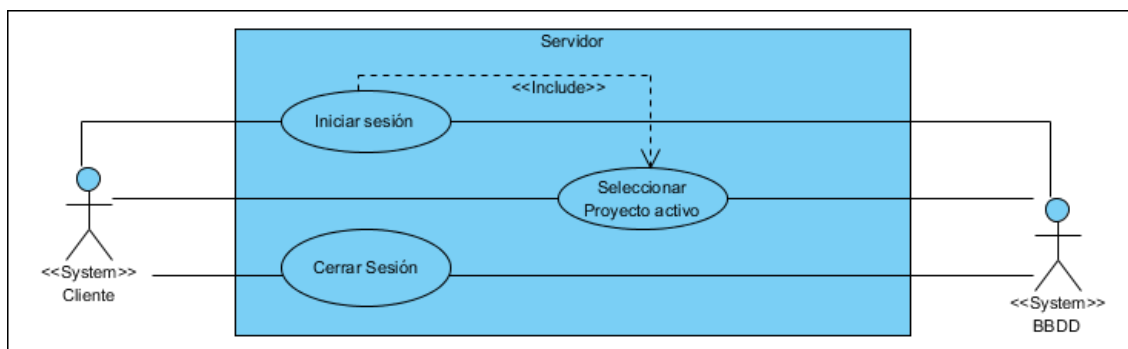 Servidor
<<Include>>
Iniciar sesión
Seleccionar
Proyecto activo
Cerrar Sesión
<<System>>
Cliente
<<System>>
BBDD